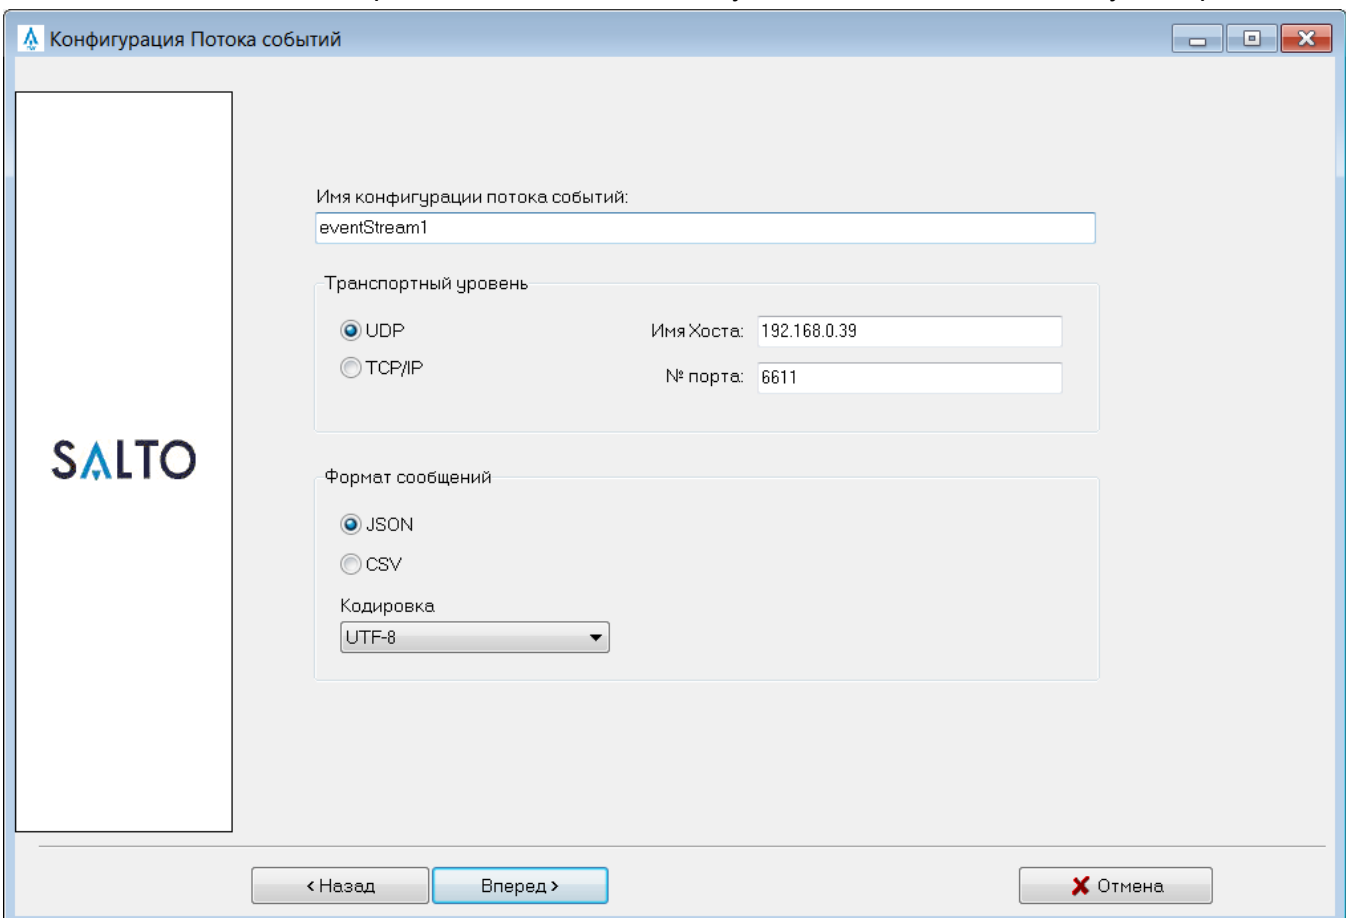 Конфигурация Потока событий
Имя конфигурации потока событий:
eventStream1
Транспортный уровень
UDP
Имя Хоста: 192.168.0.39
TCP/IP
№ порта: 6611
SALTO
Формат сообщений
JSON
CSV
Кодировка
UTF-8
< Назад
Вперед >
Отмена